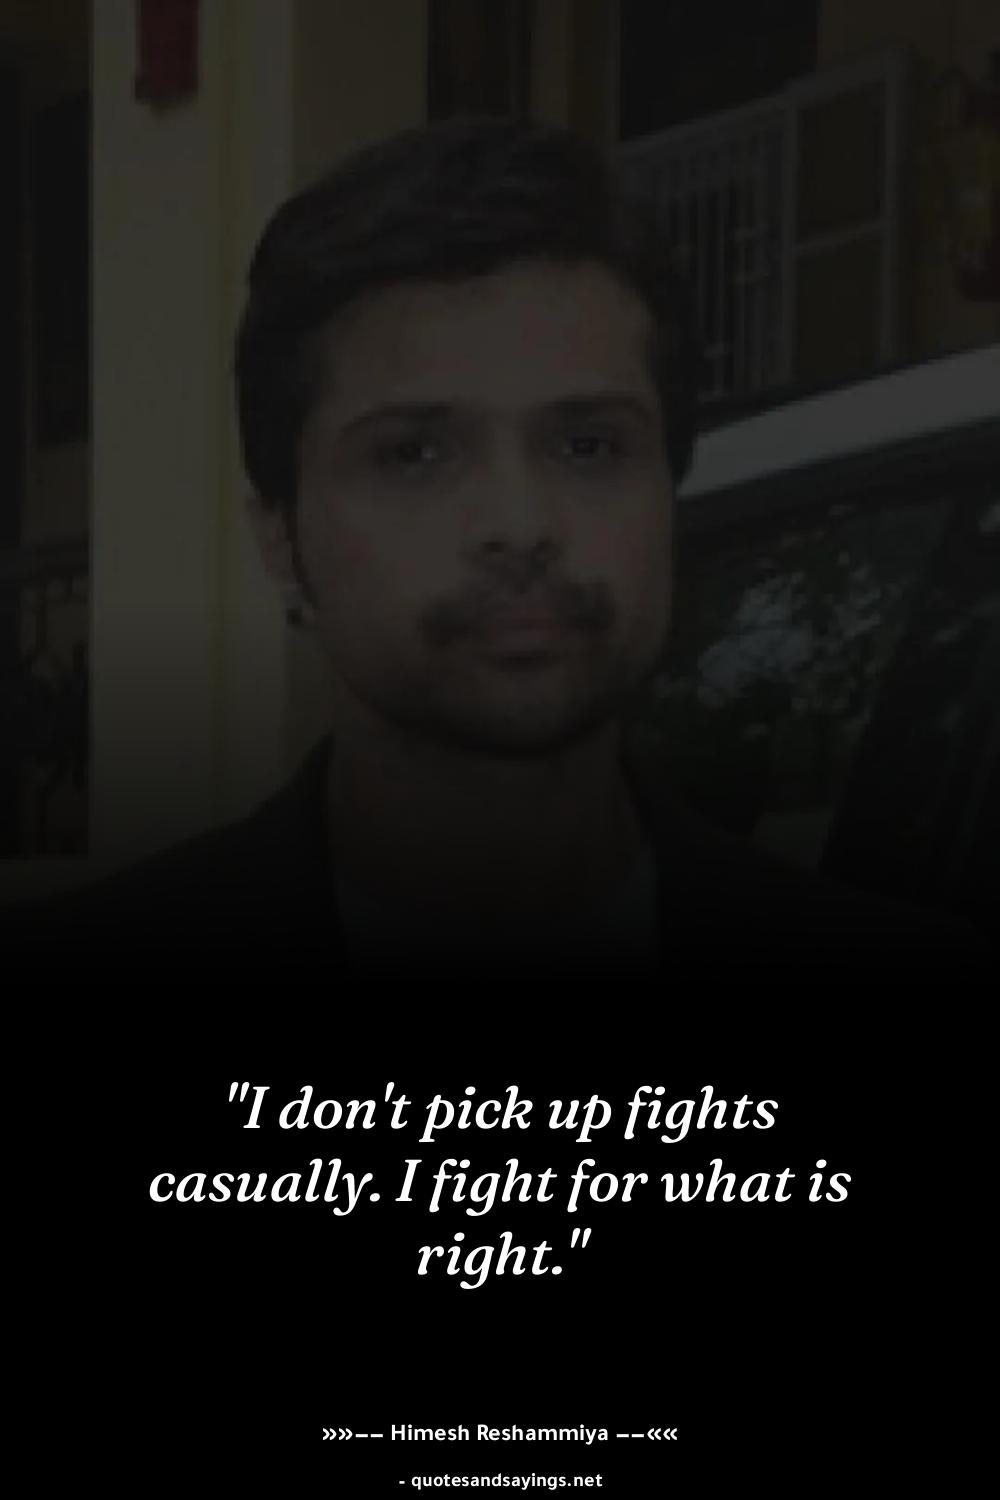 "I don't pick up fights
casually. I fight for what is
right."
»»–– Himesh Reshammiya ––««
- quotesandsayings.net